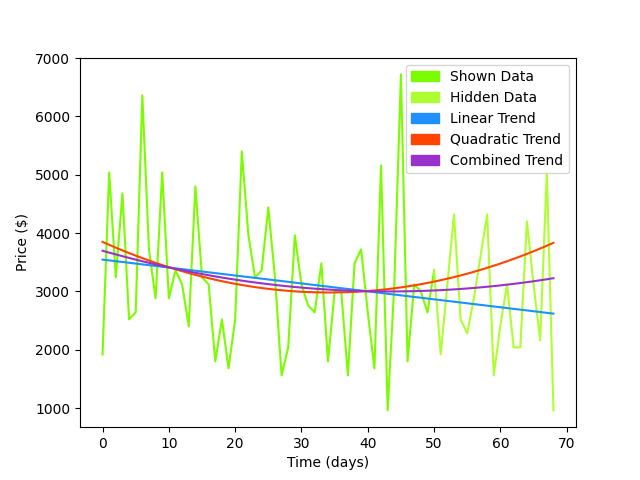 7000
6000
5000
4000
3000
2000
1000
Price ($)
Shown Data
Hidden Data
Linear Trend
Quadratic Trend
Combined Trend
0 10 20 30 40 50 60 70
Time (days)